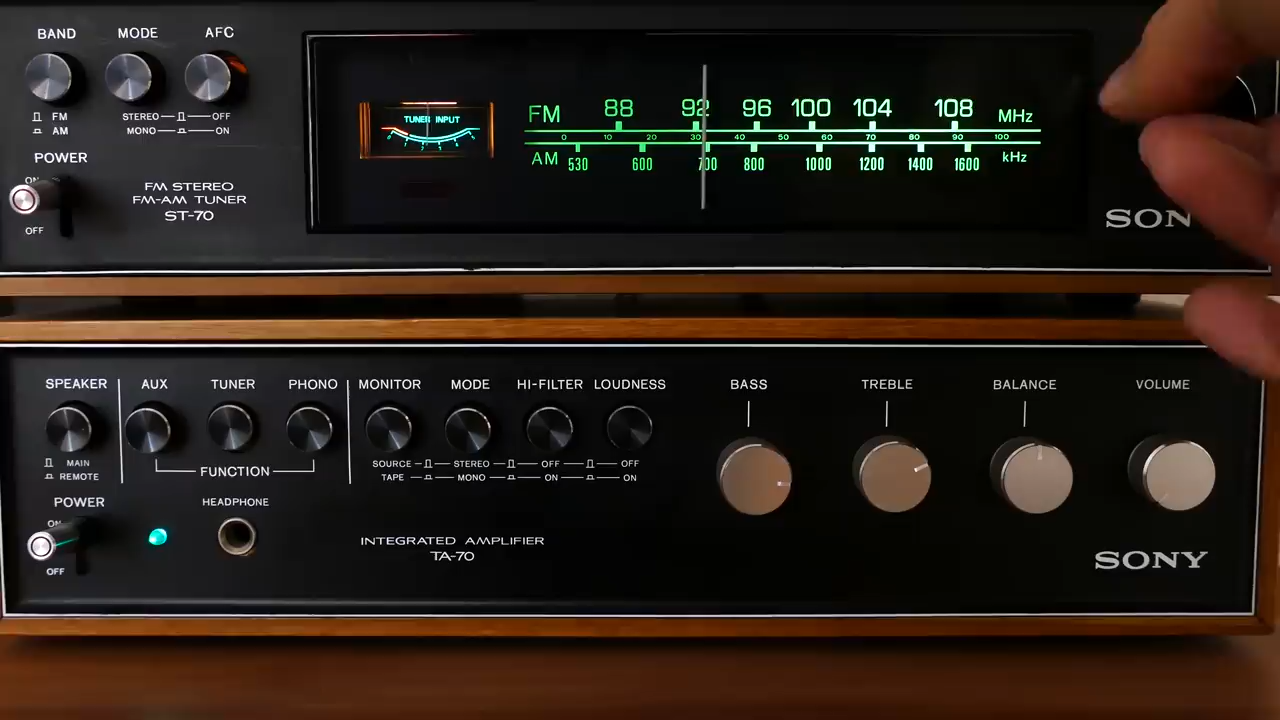 BAND MODE AFC
FM STEREO OFF
AM MONO ON
POWER
ON
OFF
FM STEREO
FM-AM TUNER
ST-70
TUNER INPUT
FM 88 92 96 100 104 108 MHz
0 10 20 30 40 50 60 70 80 90 100
AM 530 600 700 800 1000 1200 1400 1600 kHz
SON
SPEAKER AUX TUNER PHONO MONITOR MODE HI-FILTER LOUDNESS BASS TREBLE BALANCE VOLUME
MAIN
REMOTE
FUNCTION
SOURCE STEREO OFF OFF
TAPE MONO ON ON
POWER
ON
OFF
HEADPHONE
INTEGRATED AMPLIFIER
TA-70
SONY